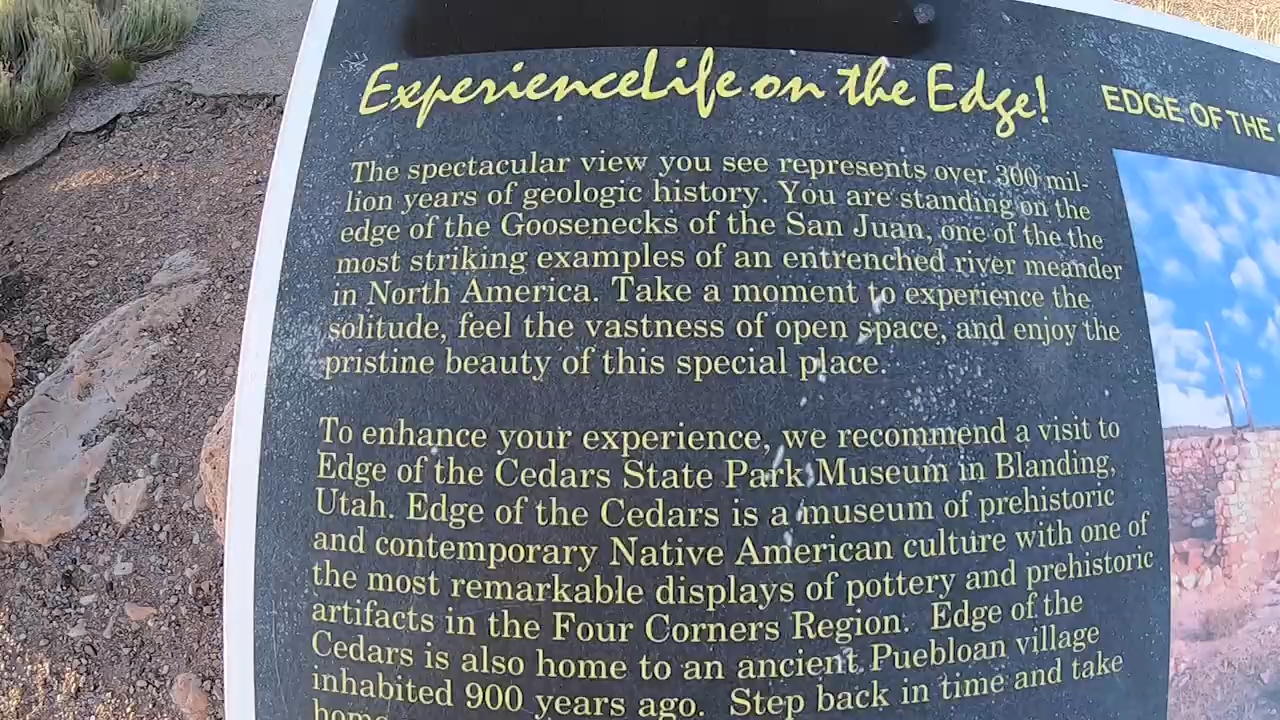 ExperienceLife on the Edge!
EDGE OF THE
The spectacular view you see represents over 300 mil-
lion years of geologic history. You are standing on the
edge of the Goosenecks of the San Juan, one of the the
most striking examples of an entrenched river meander
in North America. Take a moment to experience the
solitude, feel the vastness of open space, and enjoy the
pristine beauty of this special place.
To enhance your experience, we recommend a visit to
Edge of the Cedars State Park Museum in Blanding,
Utah. Edge of the Cedars is a museum of prehistoric
and contemporary Native American culture with one of
the most remarkable displays of pottery and prehistoric
artifacts in the Four Corners Region. Edge of the
Cedars is also home to an ancient Puebloan village
inhabited 900 years ago. Step back in time and take
home